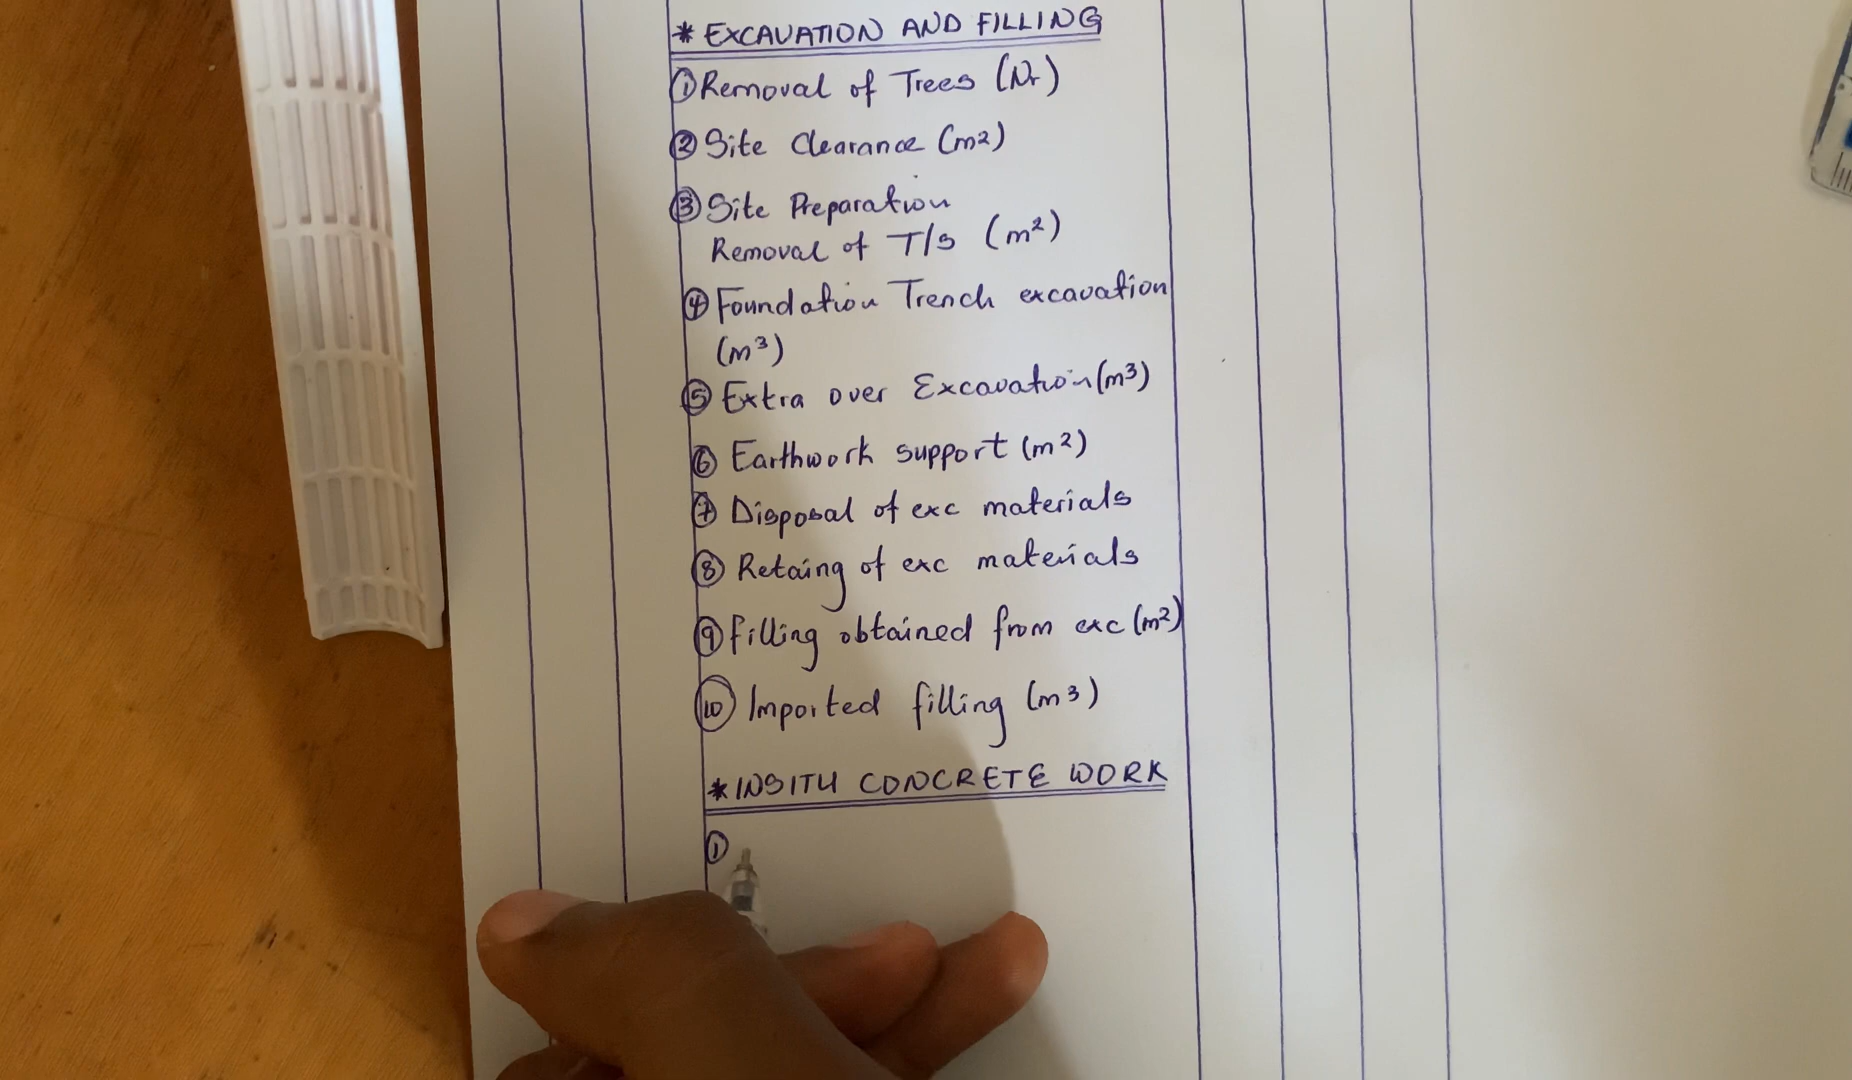 * EXCAVATION AND FILLING
① Removal of Trees (Nr)
② Site Clearance (m2)
③ Site Preparation
Removal of T/S (m²)
④ Foundation Trench excavation
(m³)
⑤ Extra over Excavation (m³)
⑥ Earthwork support (m²)
⑦ Disposal of exc materials
⑧ Retaing of exc materials
⑨ filling obtained from exc (m²)
⑩ Imported filling (m³)
* INSITU CONCRETE WORK
①